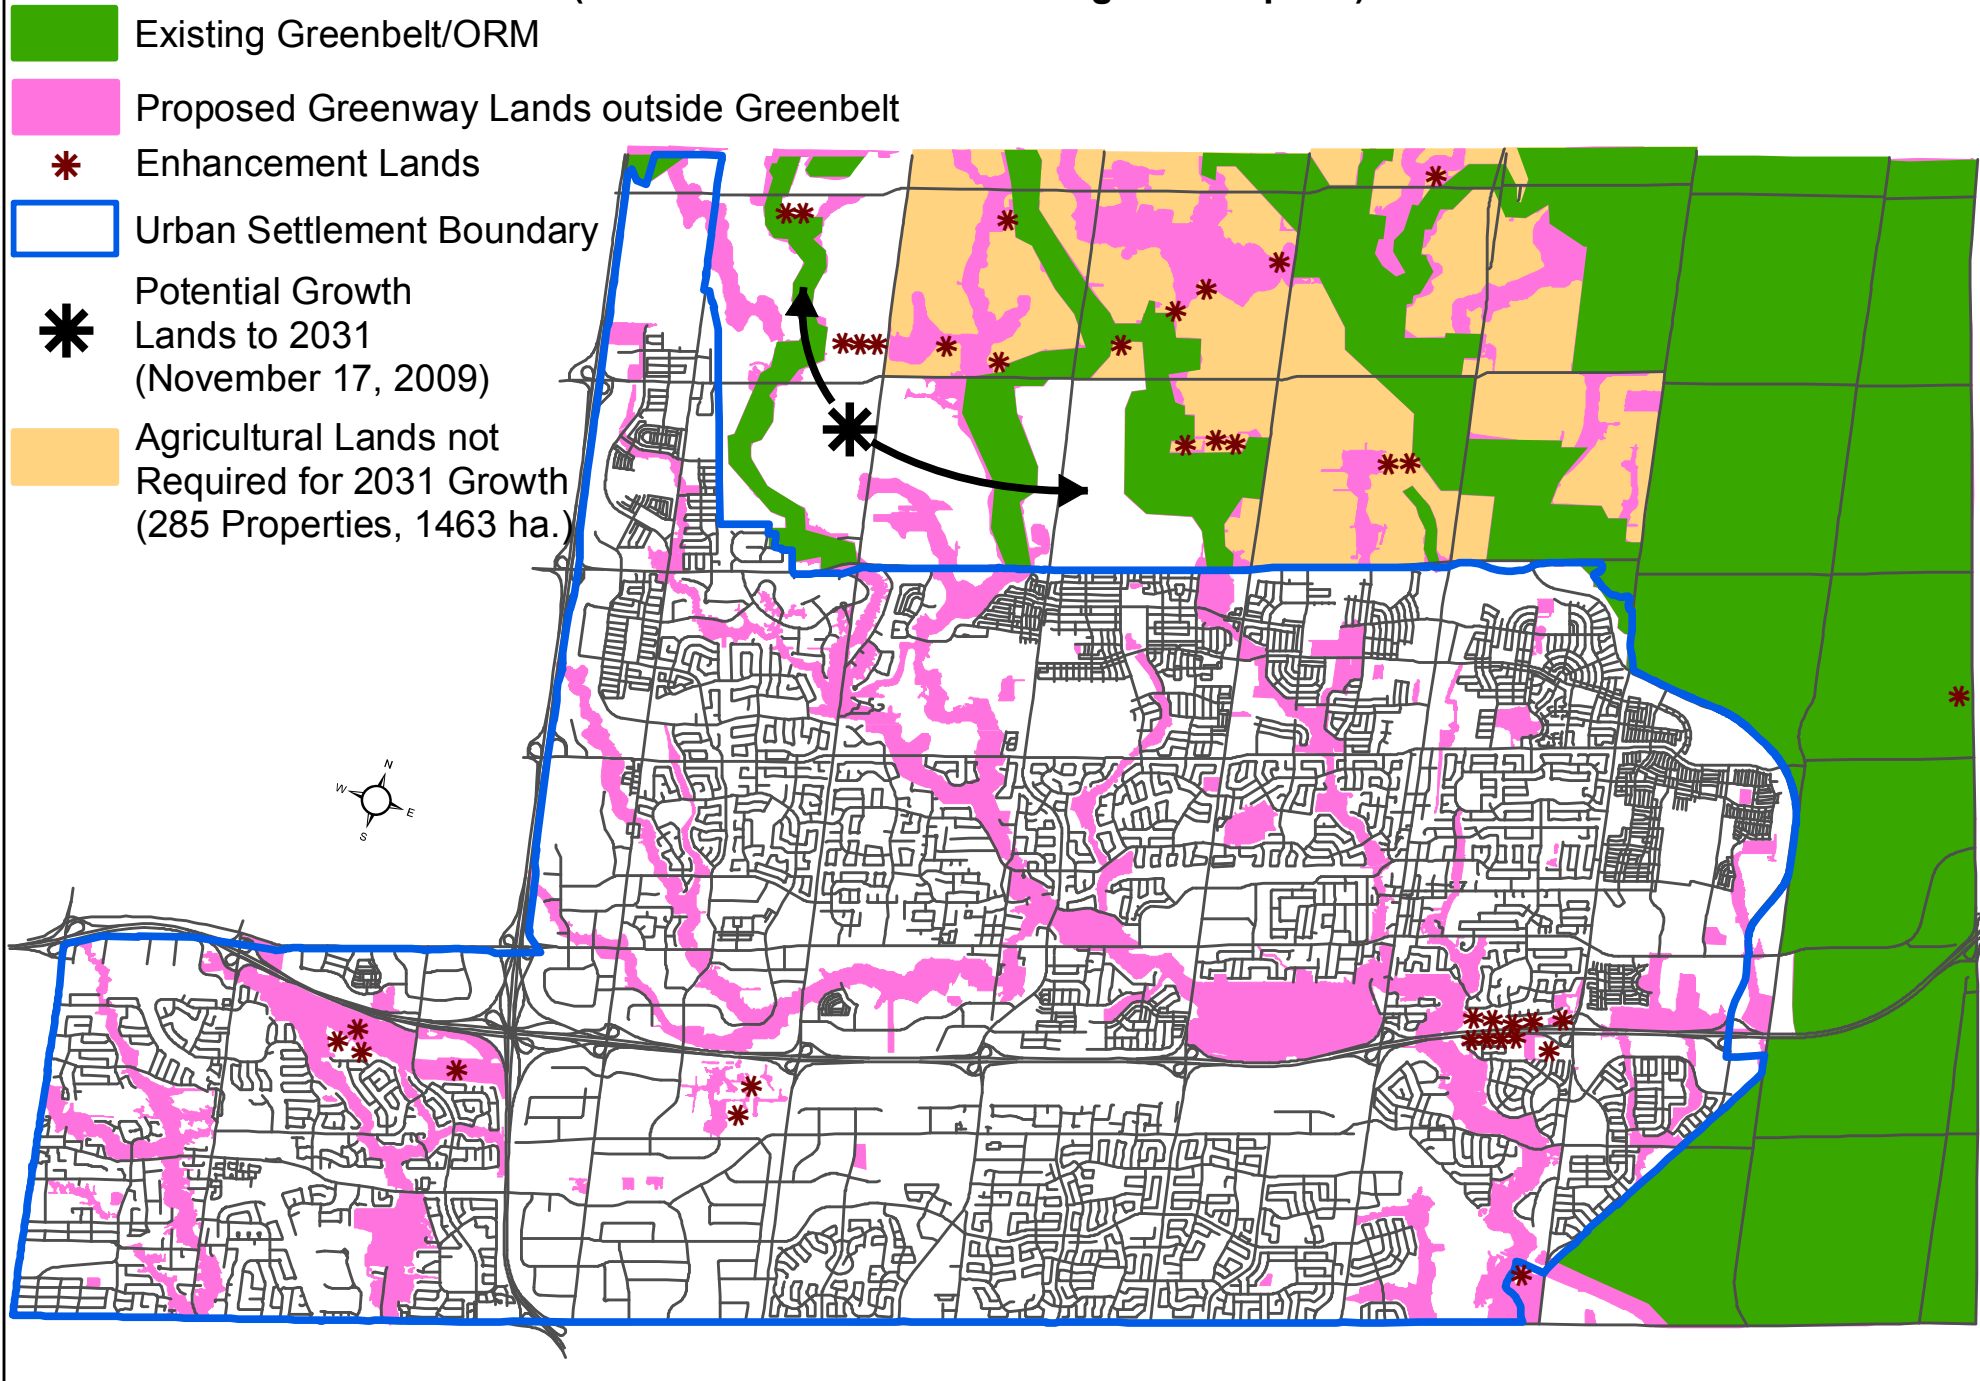 Existing Greenbelt/ORM
Proposed Greenway Lands outside Greenbelt
Enhancement Lands
Urban Settlement Boundary
Potential Growth
Lands to 2031
(November 17, 2009)
Agricultural Lands not
Required for 2031 Growth
(285 Properties, 1463 ha.)
N
W
E
S